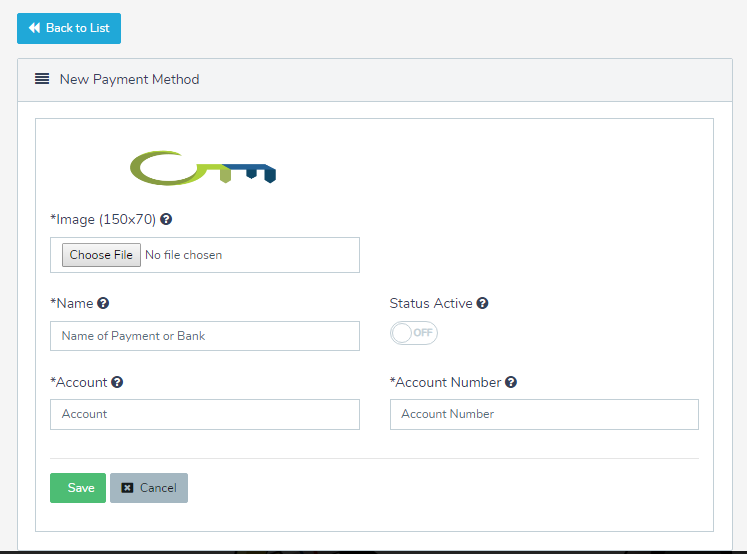 Back to List
New Payment Method
*Image (150x70)
Choose File No file chosen
*Name
Status Active
Name of Payment or Bank
OFF
*Account
*Account Number
Account
Account Number
Save
Cancel